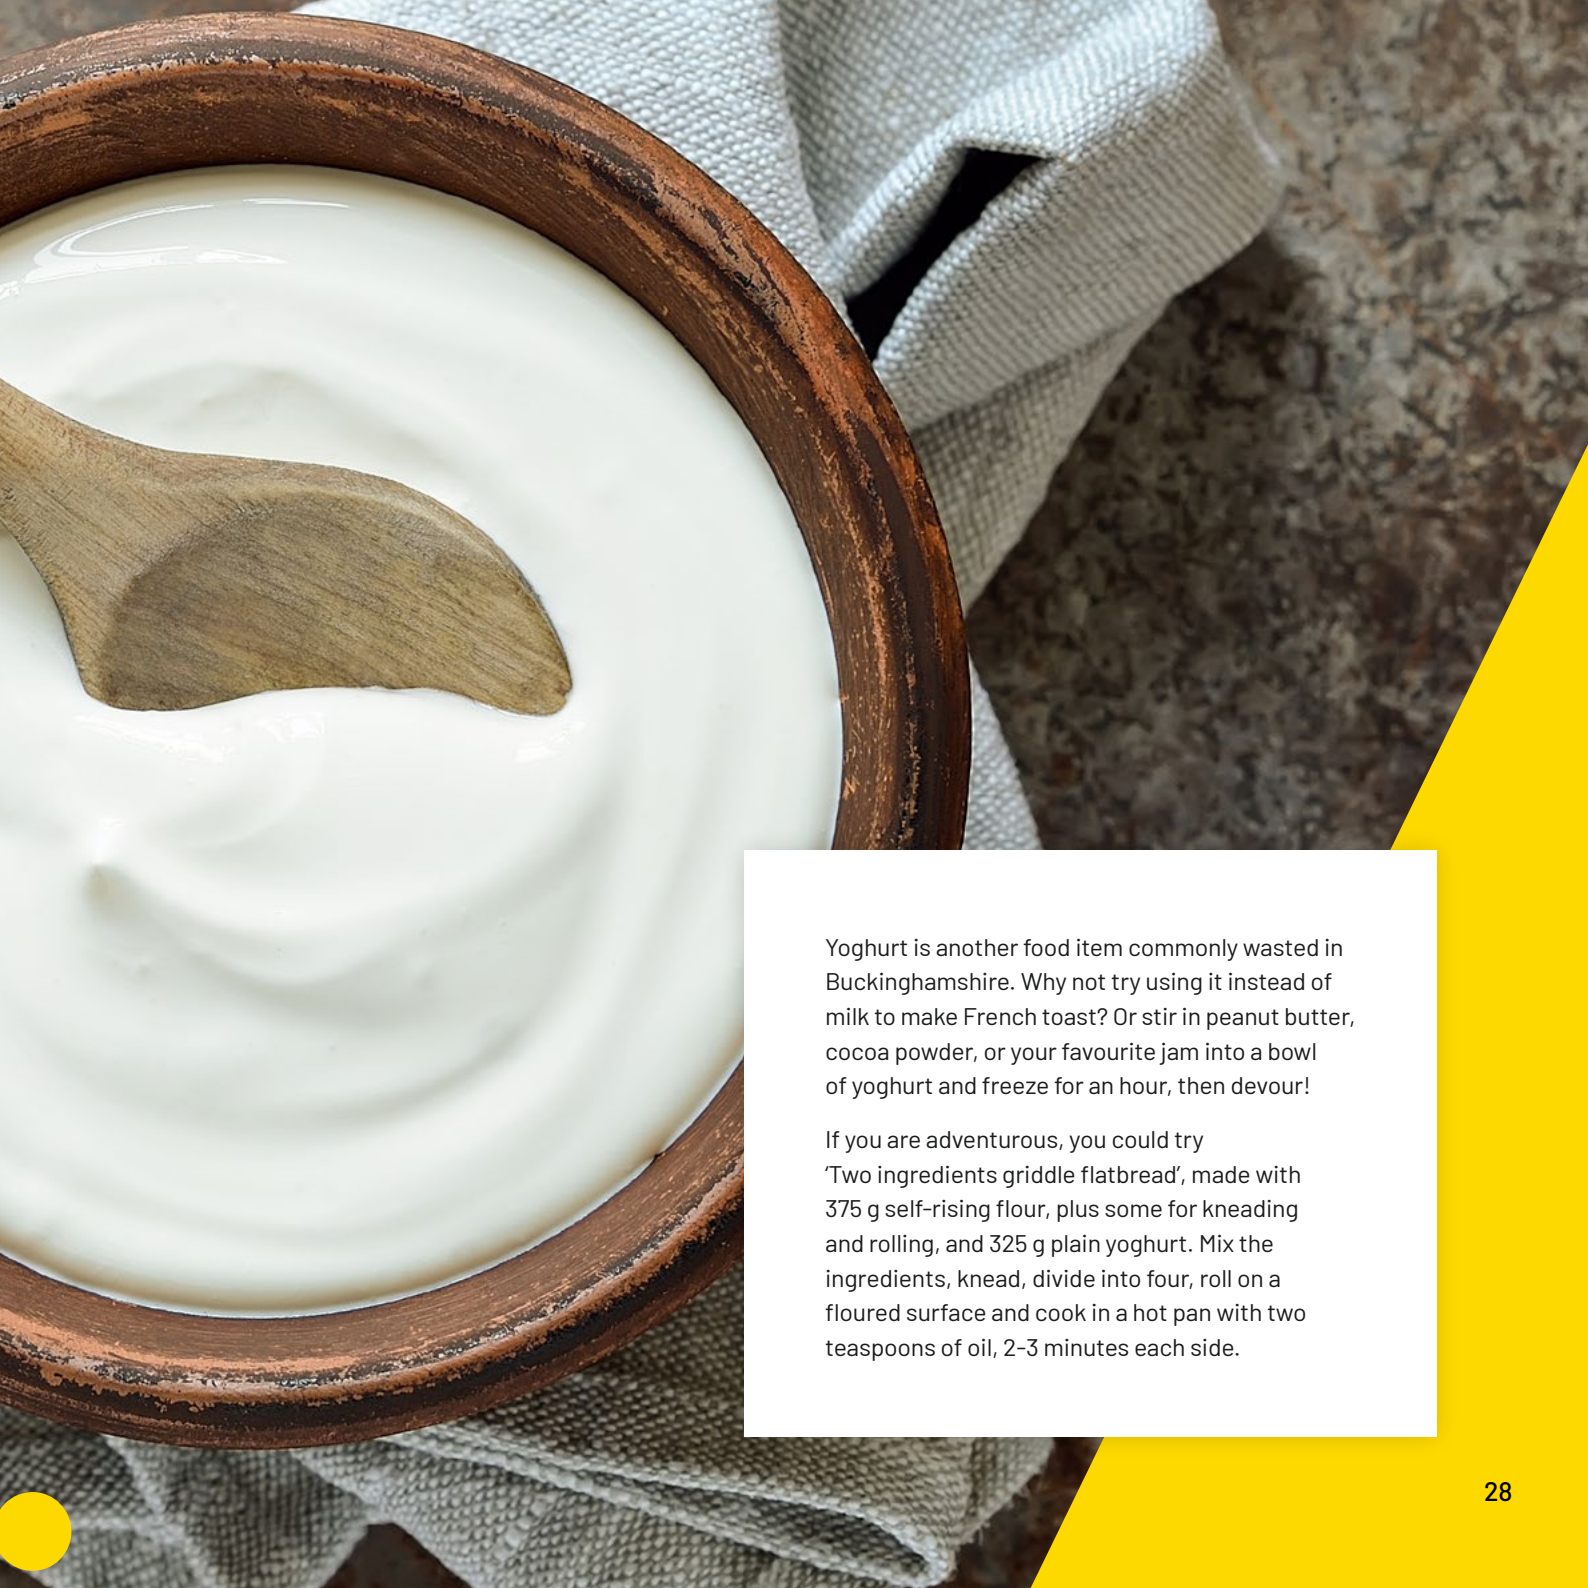 Yoghurt is another food item commonly wasted in
Buckinghamshire. Why not try using it instead of
milk to make French toast? Or stir in peanut butter,
cocoa powder, or your favourite jam into a bowl
of yoghurt and freeze for an hour, then devour!
If you are adventurous, you could try
‘Two ingredients griddle flatbread’, made with
375 g self-rising flour, plus some for kneading
and rolling, and 325 g plain yoghurt. Mix the
ingredients, knead, divide into four, roll on a
floured surface and cook in a hot pan with two
teaspoons of oil, 2-3 minutes each side.
28